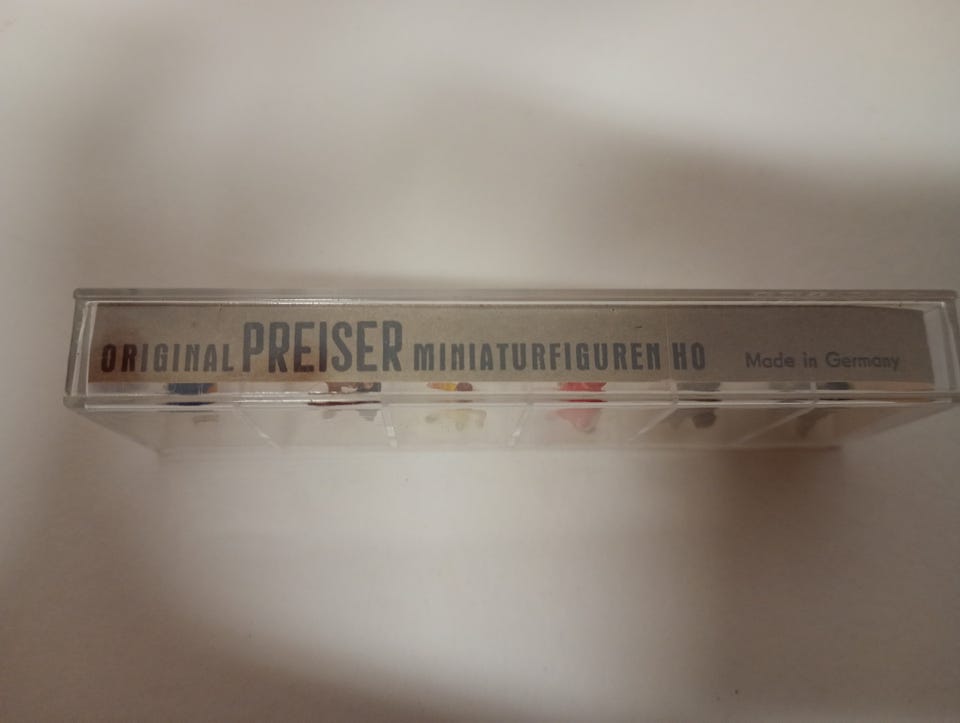 ORIGINAL PREISER MINIATURFIGUREN HO Made in Germany